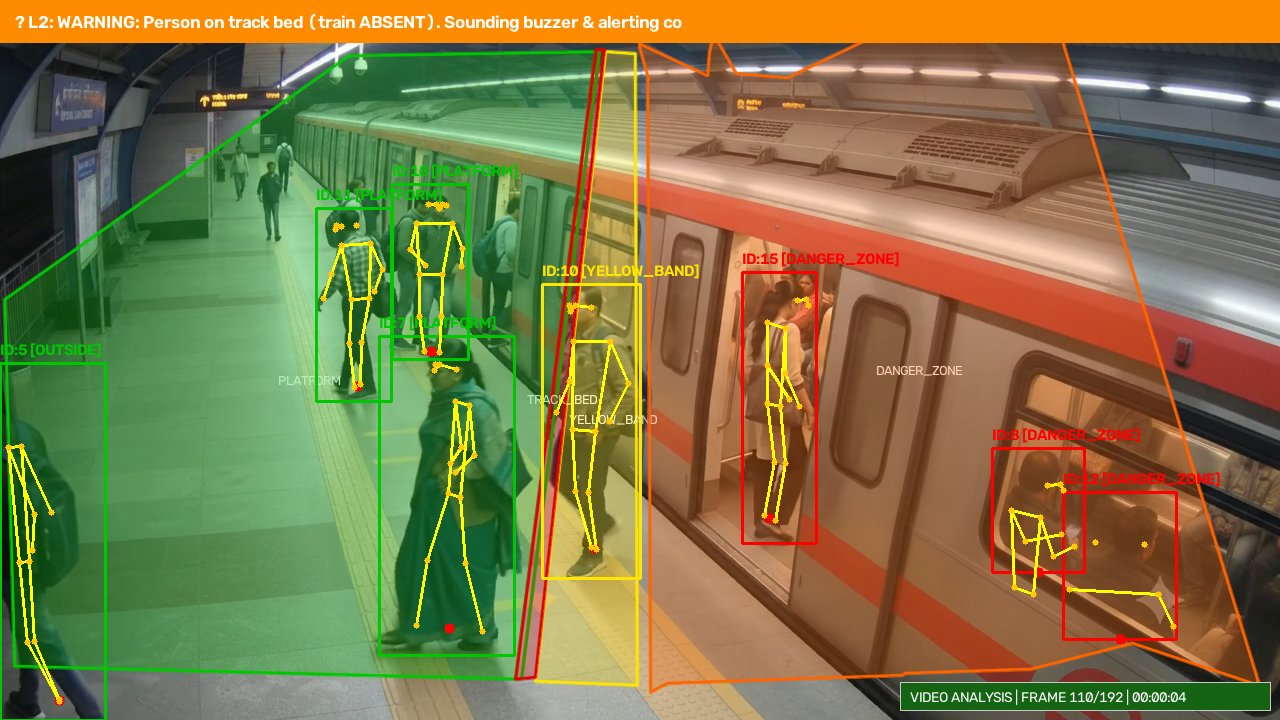 ? L2: WARNING: Person on track bed (train ABSENT). Sounding buzzer & alerting co
ID:16 [PLATFORM]
ID:11 [PLATFORM]
ID:15 [DANGER_ZONE]
ID:10 [YELLOW_BAND]
ID:7 [PLATFORM]
ID:5 [OUTSIDE]
DANGER_ZONE
PLATFORM
TRACK_BED
YELLOW_BAND
ID:8 [DANGER_ZONE]
ID:12 [DANGER_ZONE]
VIDEO ANALYSIS | FRAME 110/192 | 00:00:04